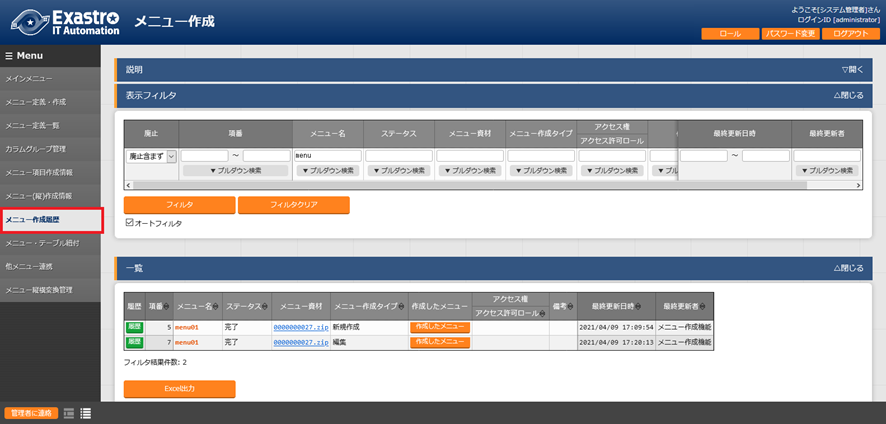 Exastro
IT Automation
メニュー作成
ようこそ[システム管理者]さん
ログインID [administrator]
ロール
パスワード変更
ログアウト
☰ Menu
メインメニュー
メニュー定義・作成
メニュー定義一覧
カラムグループ管理
メニュー項目作成情報
メニュー(縦)作成情報
メニュー作成履歴
メニュー・テーブル紐付
他メニュー連携
メニュー縦横変換管理
説明 ▽開く
表示フィルタ △閉じる
廃止 項番 メニュー名 ステータス メニュー資材 メニュー作成タイプ アクセス権 最終更新日時 最終更新者
アクセス許可ロール
廃止含まず ～ menu ～
▼プルダウン検索 ▼プルダウン検索 ▼プルダウン検索 ▼プルダウン検索 ▼プルダウン検索 ▼プルダウン検索 ▼プルダウン検索
フィルタ フィルタクリア
オートフィルタ
一覧 △閉じる
履歴 項番 メニュー名 ステータス メニュー資材 メニュー作成タイプ 作成したメニュー アクセス権 備考 最終更新日時 最終更新者
アクセス許可ロール
履歴 5 menu01 完了 0000000027.zip 新規作成 作成したメニュー 2021/04/09 17:09:54 メニュー作成機能
履歴 7 menu01 完了 0000000027.zip 編集 作成したメニュー 2021/04/09 17:20:13 メニュー作成機能
フィルタ結果件数: 2
Excel出力
管理者に連絡